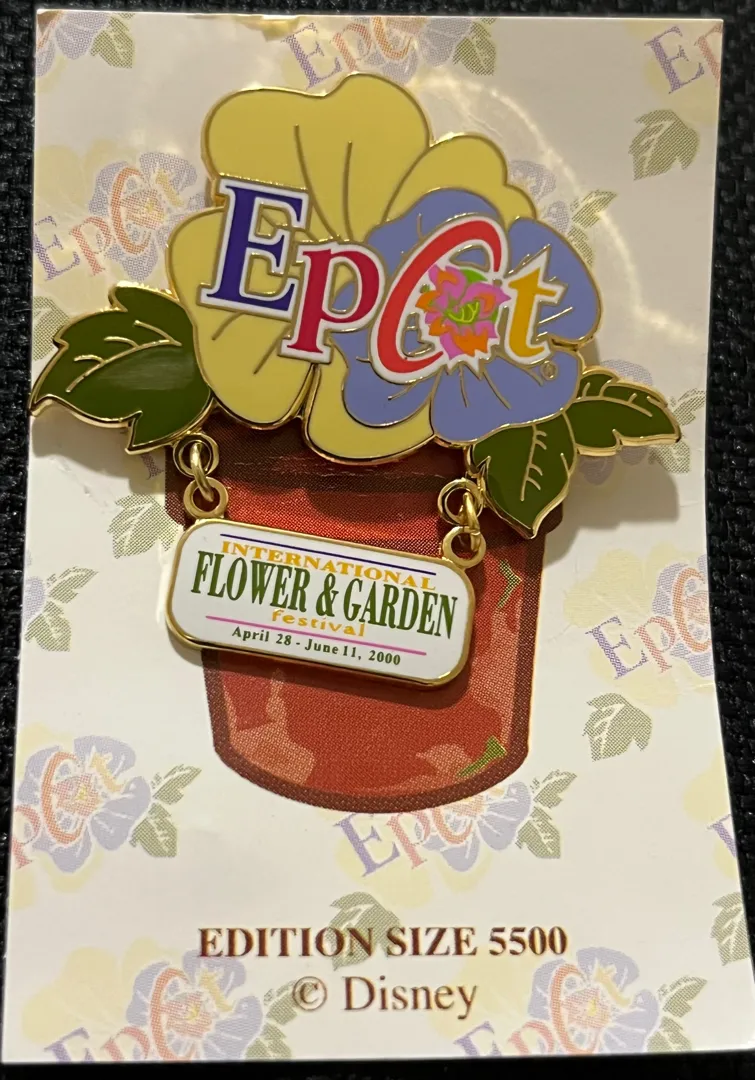 Epcot®
INTERNATIONAL
FLOWER & GARDEN
festival
April 28 - June 11, 2000
EDITION SIZE 5500
© Disney